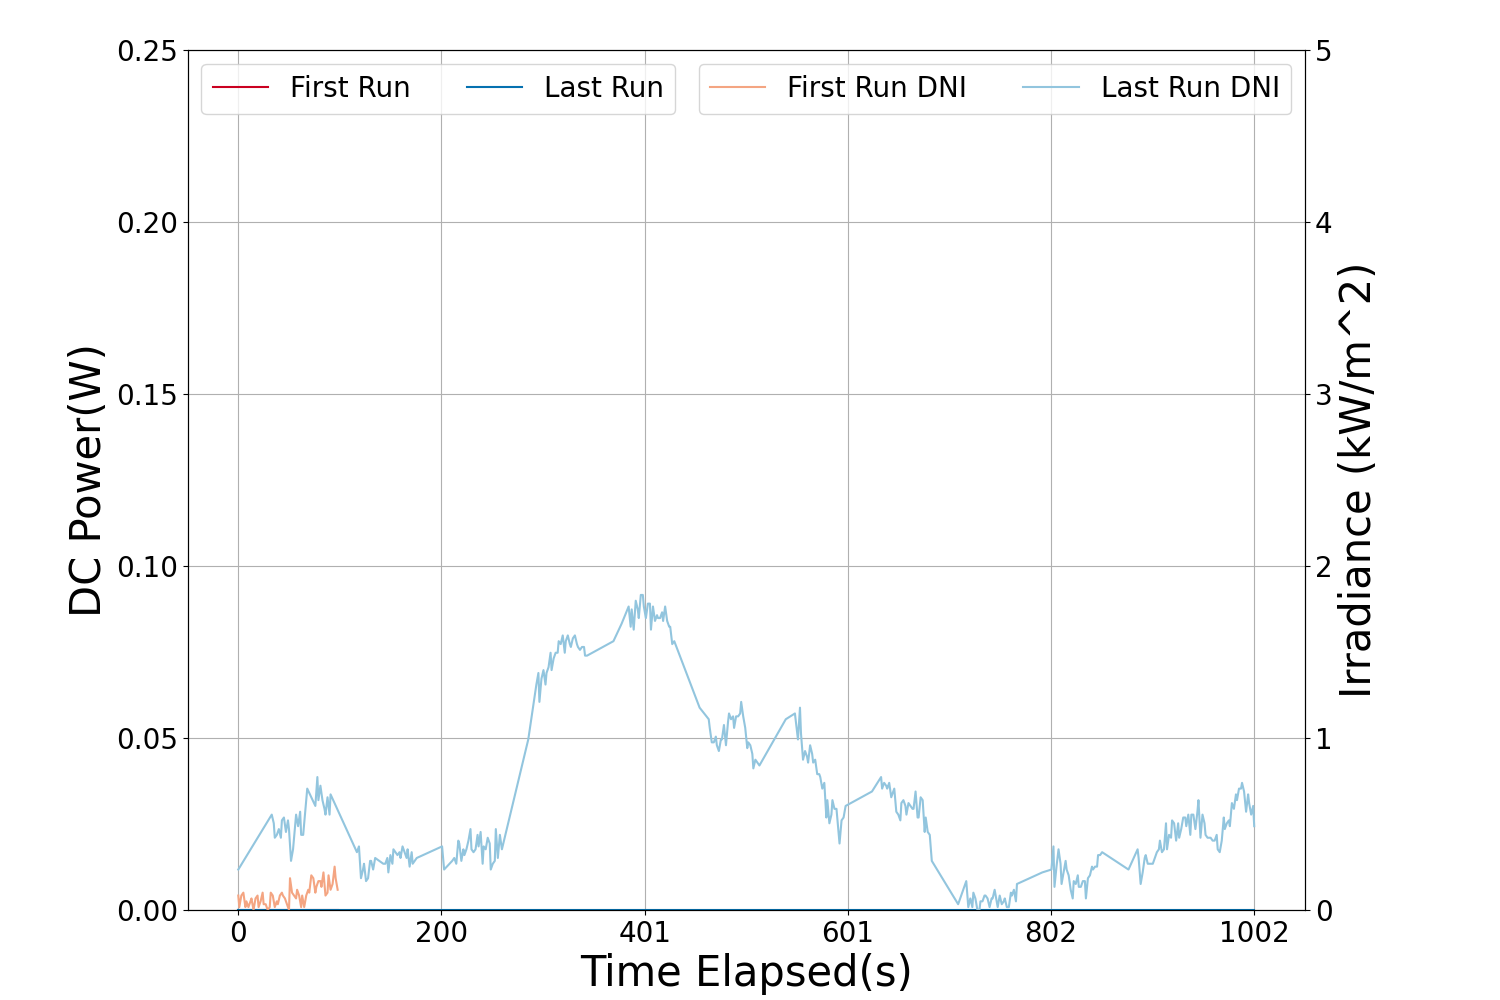 First Run Last Run First Run DNI Last Run DNI
0.25
0.20
0.15
0.10
0.05
0.00
DC Power(W)
5
4
3
2
1
0
Irradiance (kW/m^2)
0 200 401 601 802 1002
Time Elapsed(s)